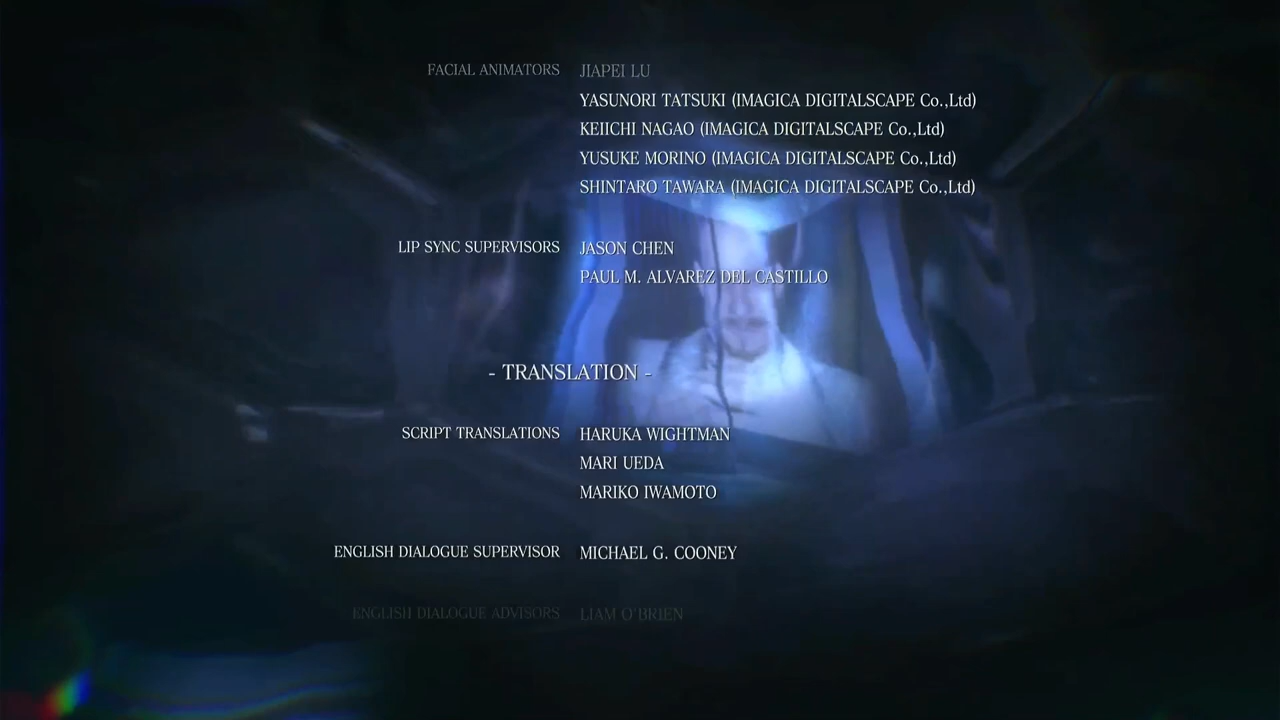 FACIAL ANIMATORS JIAPEI LU
YASUNORI TATSUKI (IMAGICA DIGITALSCAPE Co.,Ltd)
KEIICHI NAGAO (IMAGICA DIGITALSCAPE Co.,Ltd)
YUSUKE MORINO (IMAGICA DIGITALSCAPE Co.,Ltd)
SHINTARO TAWARA (IMAGICA DIGITALSCAPE Co.,Ltd)
LIP SYNC SUPERVISORS JASON CHEN
PAUL M. ALVAREZ DEL CASTILLO
- TRANSLATION -
SCRIPT TRANSLATIONS HARUKA WIGHTMAN
MARI UEDA
MARIKO IWAMOTO
ENGLISH DIALOGUE SUPERVISOR MICHAEL G. COONEY
ENGLISH DIALOGUE ADVISORS LIAM O'BRIEN